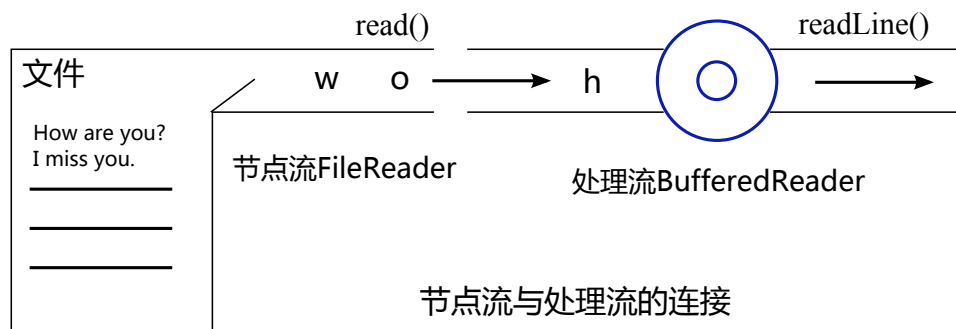 read()
readLine()
文件
w o h
How are you?
I miss you.
节点流FileReader
处理流BufferedReader
节点流与处理流的连接